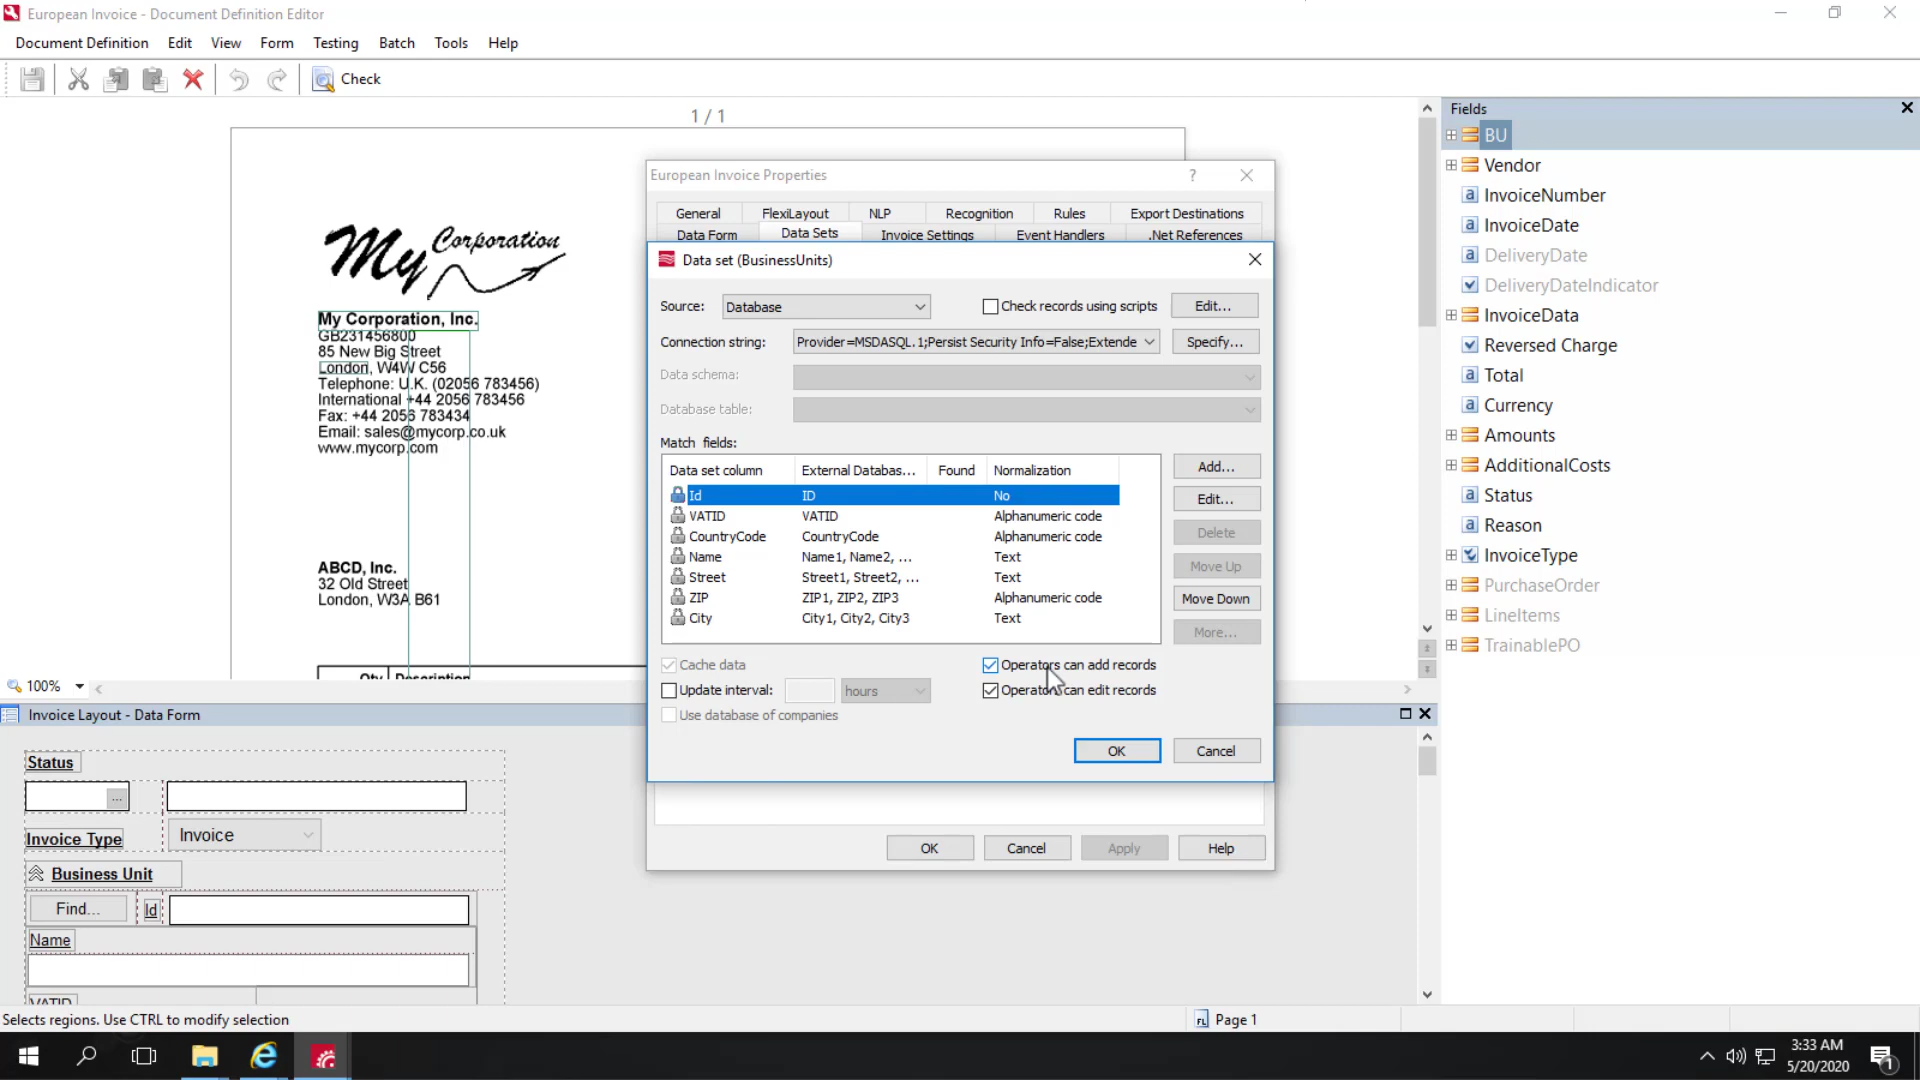 European Invoice - Document Definition Editor
Document Definition Edit View Form Testing Batch Tools Help
Check
1 / 1
My Corporation
My Corporation, Inc.
GB231456800
85 New Big Street
London, W4W C56
Telephone: U.K. (02056 783456)
International +44 2056 783456
Fax: +44 2056 783434
Email: sales@mycorp.co.uk
www.mycorp.com
ABCD, Inc.
32 Old Street
London, W3A B61
Qty Description
100%
European Invoice Properties
?
General FlexiLayout NLP Recognition Rules Export Destinations
Data Form Data Sets Invoice Settings Event Handlers .Net References
Data set (BusinessUnits)
Source: Database Check records using scripts Edit...
Connection string: Provider=MSDASQL.1;Persist Security Info=False;Extende Specify...
Data schema:
Database table:
Match fields:
Data set column External Databas... Found Normalization
Id ID No
VATID VATID Alphanumeric code
CountryCode CountryCode Alphanumeric code
Name Name1, Name2, ... Text
Street Street1, Street2, ... Text
ZIP ZIP1, ZIP2, ZIP3 Alphanumeric code
City City1, City2, City3 Text
Add...
Edit...
Delete
Move Up
Move Down
More...
Cache data Operators can add records
Update interval: hours Operators can edit records
Use database of companies
OK Cancel
OK Cancel Apply Help
Fields
BU
Vendor
InvoiceNumber
InvoiceDate
DeliveryDate
DeliveryDateIndicator
InvoiceData
Reversed Charge
Total
Currency
Amounts
AdditionalCosts
Status
Reason
InvoiceType
PurchaseOrder
LineItems
TrainablePO
Invoice Layout - Data Form
Status
...
Invoice Type Invoice
Business Unit
Find... Id
Name
VATID
Selects regions. Use CTRL to modify selection
FL Page 1
3:33 AM
5/20/2020
1